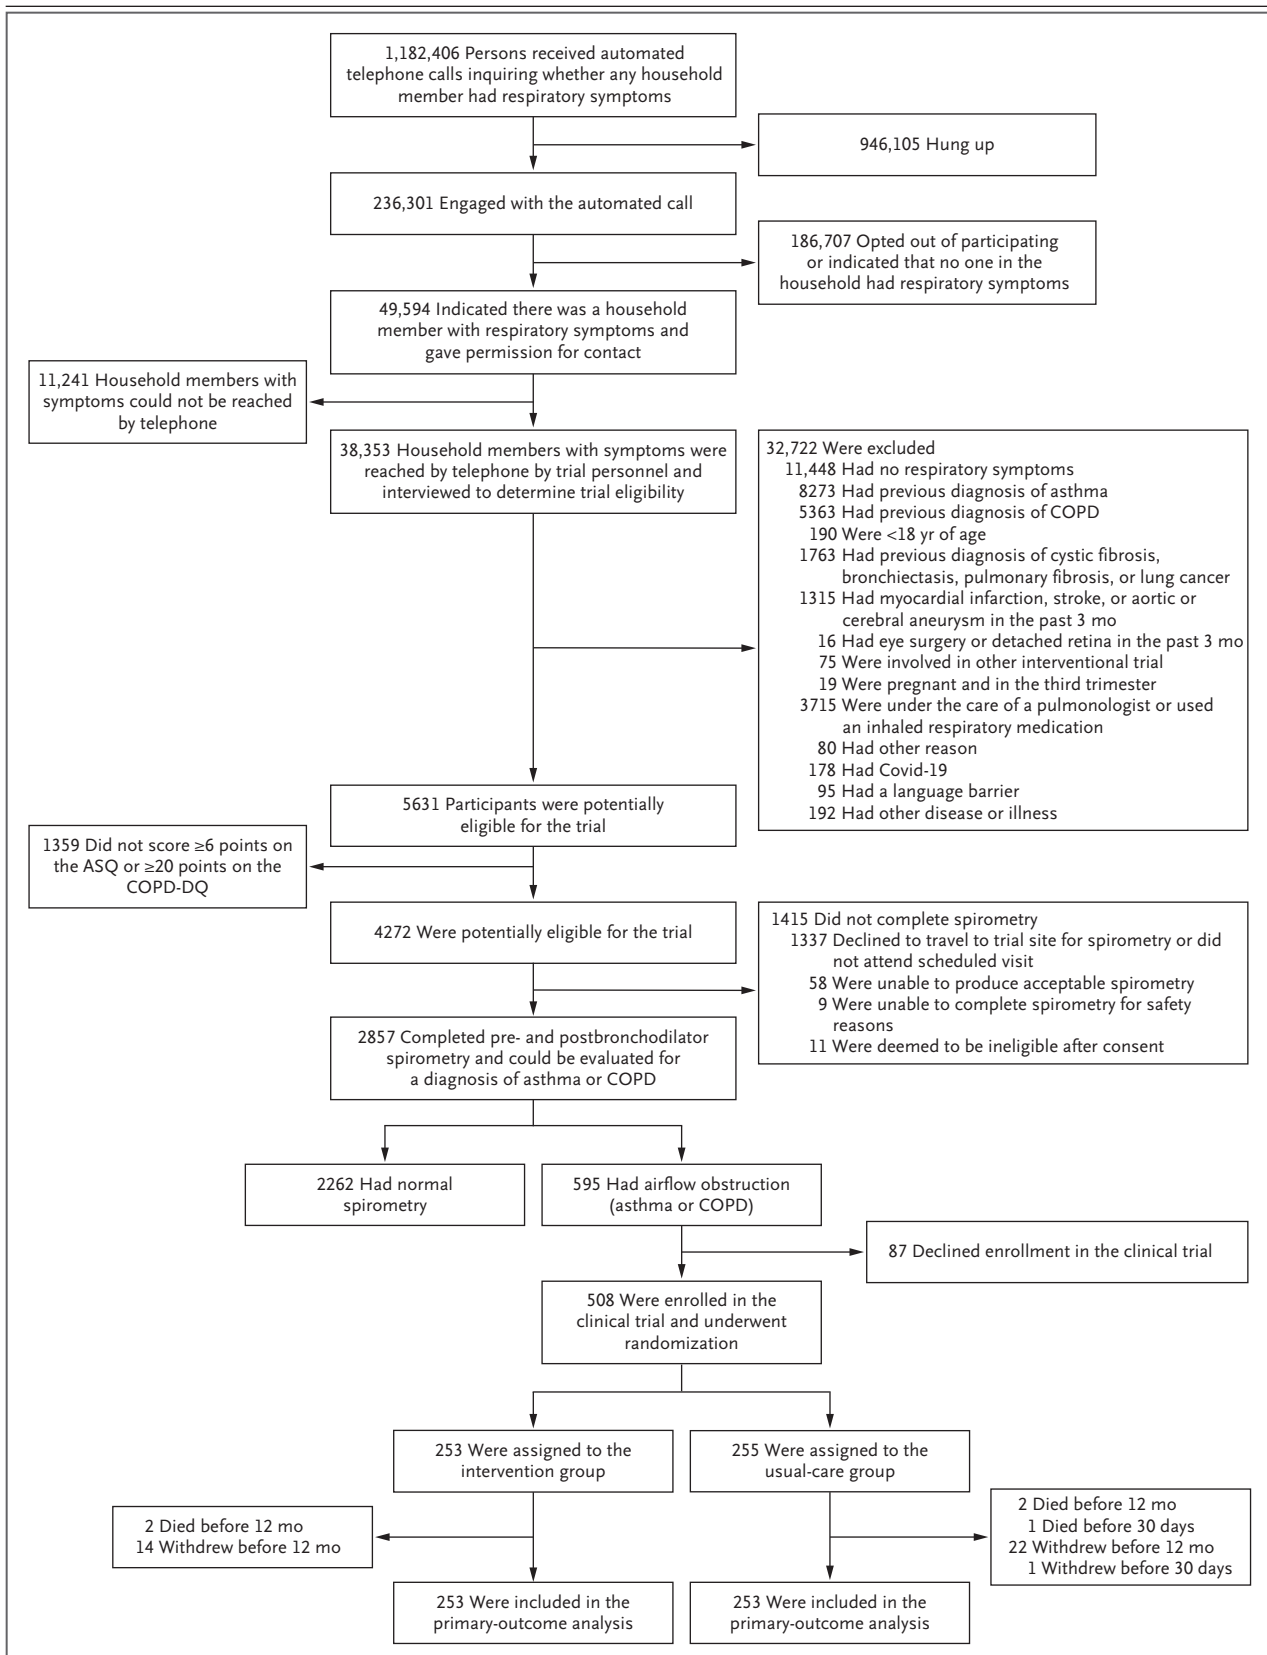 1,182,406 Persons received automated
telephone calls inquiring whether any household
member had respiratory symptoms
946,105 Hung up
236,301 Engaged with the automated call
186,707 Opted out of participating
or indicated that no one in the
household had respiratory symptoms
49,594 Indicated there was a household
member with respiratory symptoms and
gave permission for contact
11,241 Household members with
symptoms could not be reached
by telephone
38,353 Household members with symptoms were
reached by telephone by trial personnel and
interviewed to determine trial eligibility
32,722 Were excluded
11,448 Had no respiratory symptoms
8273 Had previous diagnosis of asthma
5363 Had previous diagnosis of COPD
190 Were <18 yr of age
1763 Had previous diagnosis of cystic fibrosis,
bronchiectasis, pulmonary fibrosis, or lung cancer
1315 Had myocardial infarction, stroke, or aortic or
cerebral aneurysm in the past 3 mo
16 Had eye surgery or detached retina in the past 3 mo
75 Were involved in other interventional trial
19 Were pregnant and in the third trimester
3715 Were under the care of a pulmonologist or used
an inhaled respiratory medication
80 Had other reason
178 Had Covid-19
95 Had a language barrier
192 Had other disease or illness
5631 Participants were potentially
eligible for the trial
1359 Did not score ≥6 points on
the ASQ or ≥20 points on the
COPD-DQ
4272 Were potentially eligible for the trial
1415 Did not complete spirometry
1337 Declined to travel to trial site for spirometry or did
not attend scheduled visit
58 Were unable to produce acceptable spirometry
9 Were unable to complete spirometry for safety
reasons
11 Were deemed to be ineligible after consent
2857 Completed pre- and postbronchodilator
spirometry and could be evaluated for
a diagnosis of asthma or COPD
2262 Had normal
spirometry
595 Had airflow obstruction
(asthma or COPD)
87 Declined enrollment in the clinical trial
508 Were enrolled in the
clinical trial and underwent
randomization
253 Were assigned to the
intervention group
255 Were assigned to the
usual-care group
2 Died before 12 mo
14 Withdrew before 12 mo
2 Died before 12 mo
1 Died before 30 days
22 Withdrew before 12 mo
1 Withdrew before 30 days
253 Were included in the
primary-outcome analysis
253 Were included in the
primary-outcome analysis